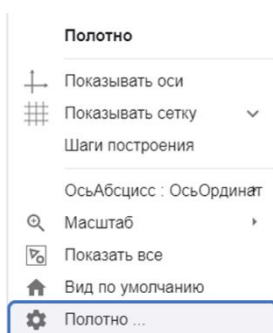 Полотно
Показывать оси
Показывать сетку
Шаги построения
ОсьАбсцисс : ОсьОрдинат
Масштаб
Показать все
Вид по умолчанию
Полотно ...